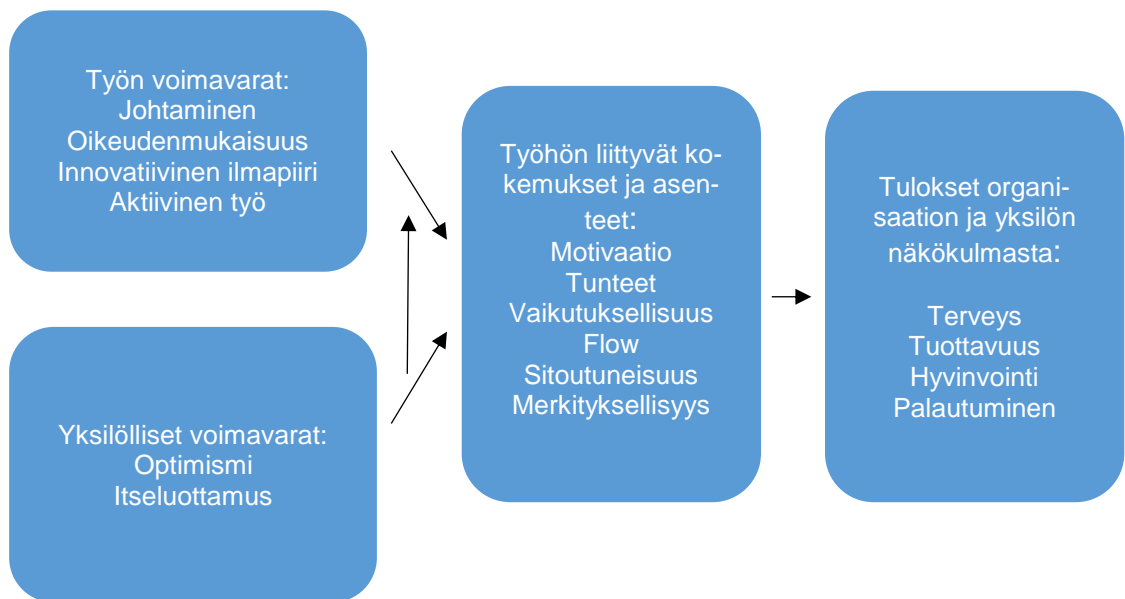 Työn voimavarat:
Johtaminen
Oikeudenmukaisuus
Innovatiivinen ilmapiiri
Aktiivinen työ
Yksilölliset voimavarat:
Optimismi
Itseluottamus
Työhön liittyvät ko-
kemukset ja asen-
teet:
Motivaatio
Tunteet
Vaikutuksellisuus
Flow
Sitoutuneisuus
Merkityksellisyys
Tulokset organi-
saation ja yksilön
näkökulmasta:
Terveys
Tuottavuus
Hyvinvointi
Palautuminen